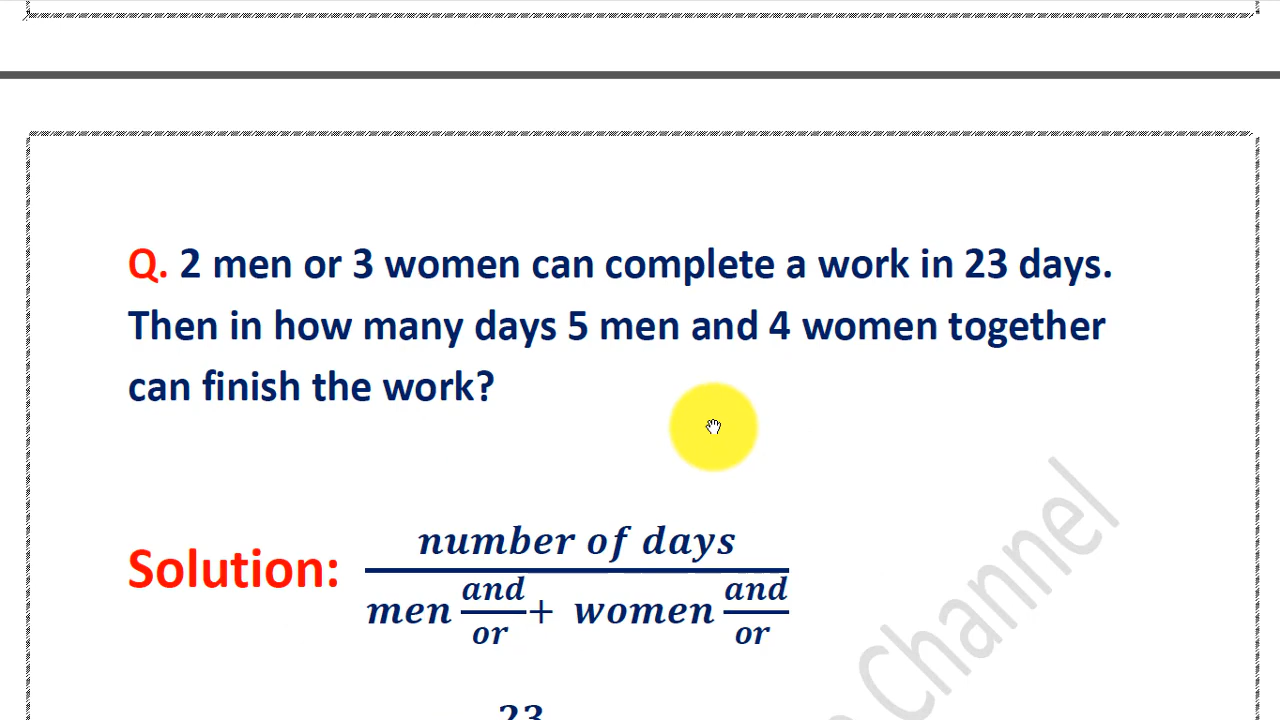 Q. 2 men or 3 women can complete a work in 23 days.
Then in how many days 5 men and 4 women together
can finish the work?
Solution:
number of days
men and/or + women and/or
23
Channel